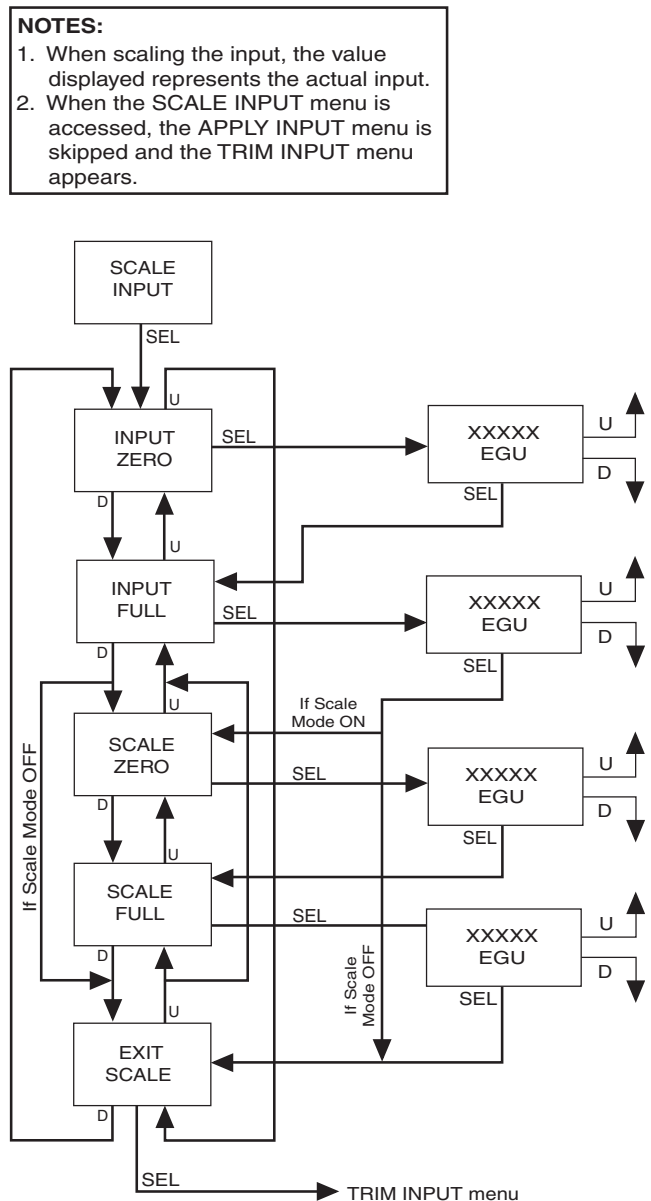 NOTES:
1. When scaling the input, the value
displayed represents the actual input.
2. When the SCALE INPUT menu is
accessed, the APPLY INPUT menu is
skipped and the TRIM INPUT menu
appears.
SCALE
INPUT
SEL
U
INPUT
ZERO
SEL
XXXXX
EGU
U
D
SEL
D
U
INPUT
FULL
SEL
XXXXX
EGU
U
D
SEL
D
U
If Scale
Mode ON
If Scale Mode OFF
SCALE
ZERO
SEL
XXXXX
EGU
U
D
SEL
D
U
SCALE
FULL
SEL
XXXXX
EGU
U
D
SEL
D
U
If Scale
Mode OFF
EXIT
SCALE
D
SEL
TRIM INPUT menu